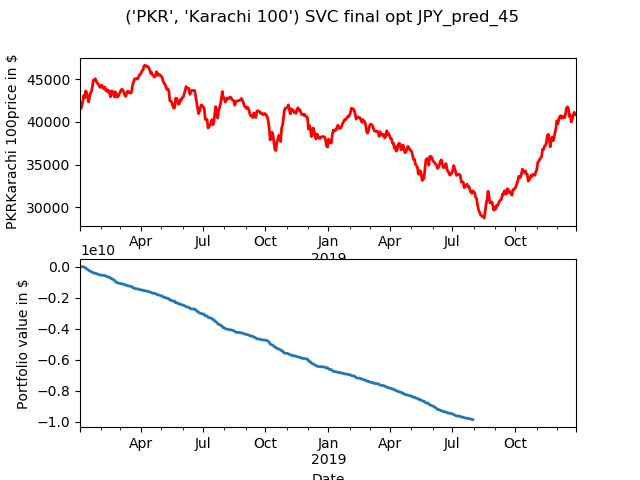 ('PKR', 'Karachi 100') SVC final opt JPY_pred_45
PKRKarachi 100price in $
45000
40000
35000
30000
Apr
Jul
Oct
Jan
2019
Apr
Jul
Oct
1e10
Portfolio value in $
0.0
−0.2
−0.4
−0.6
−0.8
−1.0
Apr
Jul
Oct
Jan
2019
Apr
Jul
Oct
Date